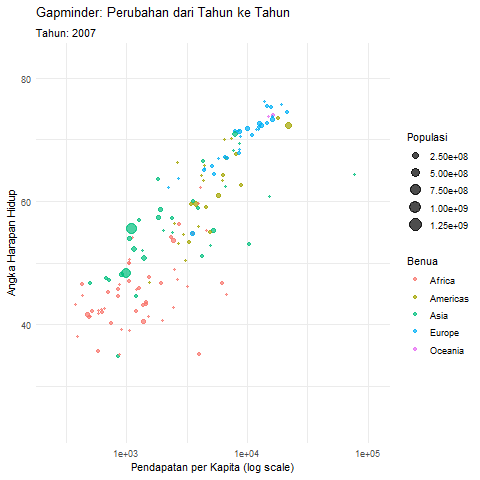 Gapminder: Perubahan dari Tahun ke Tahun
Tahun: 2007
80
60
40
Angka Harapan Hidup
1e+03
1e+04
1e+05
Pendapatan per Kapita (log scale)
Populasi
2.50e+08
5.00e+08
7.50e+08
1.00e+09
1.25e+09
Benua
Africa
Americas
Asia
Europe
Oceania